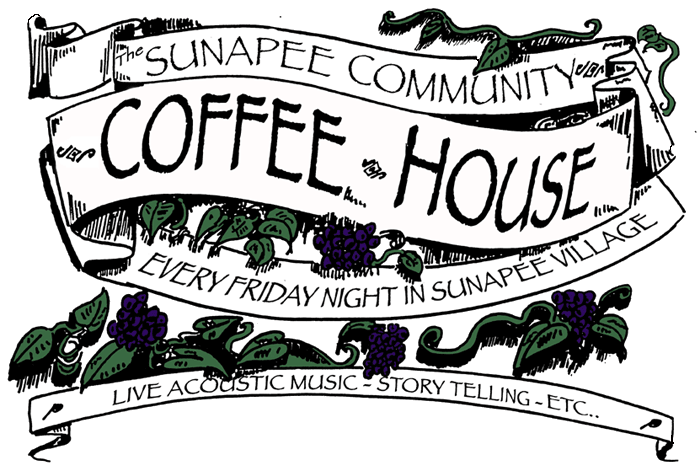 The SUNAPEE COMMUNITY
COFFEE HOUSE
EVERY FRIDAY NIGHT IN SUNAPEE VILLAGE
LIVE ACOUSTIC MUSIC - STORY TELLING - ETC..